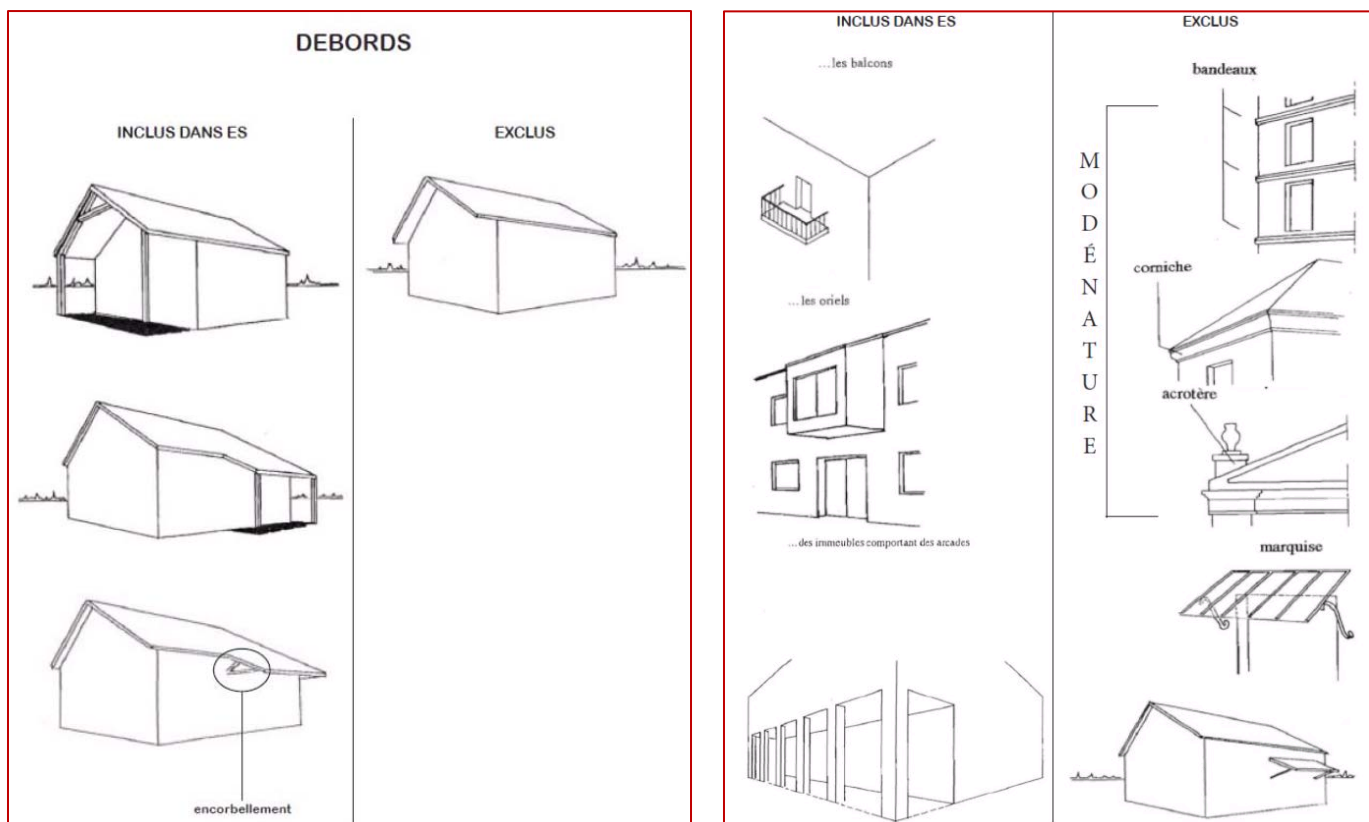 DEBORDS
INCLUS DANS ES
EXCLUS
encorbellement
INCLUS DANS ES
...les balcons
...les oriels
...des immeubles comportant des arcades
EXCLUS
bandeaux
MODÉNATURE
corniche
acrotère
marquise